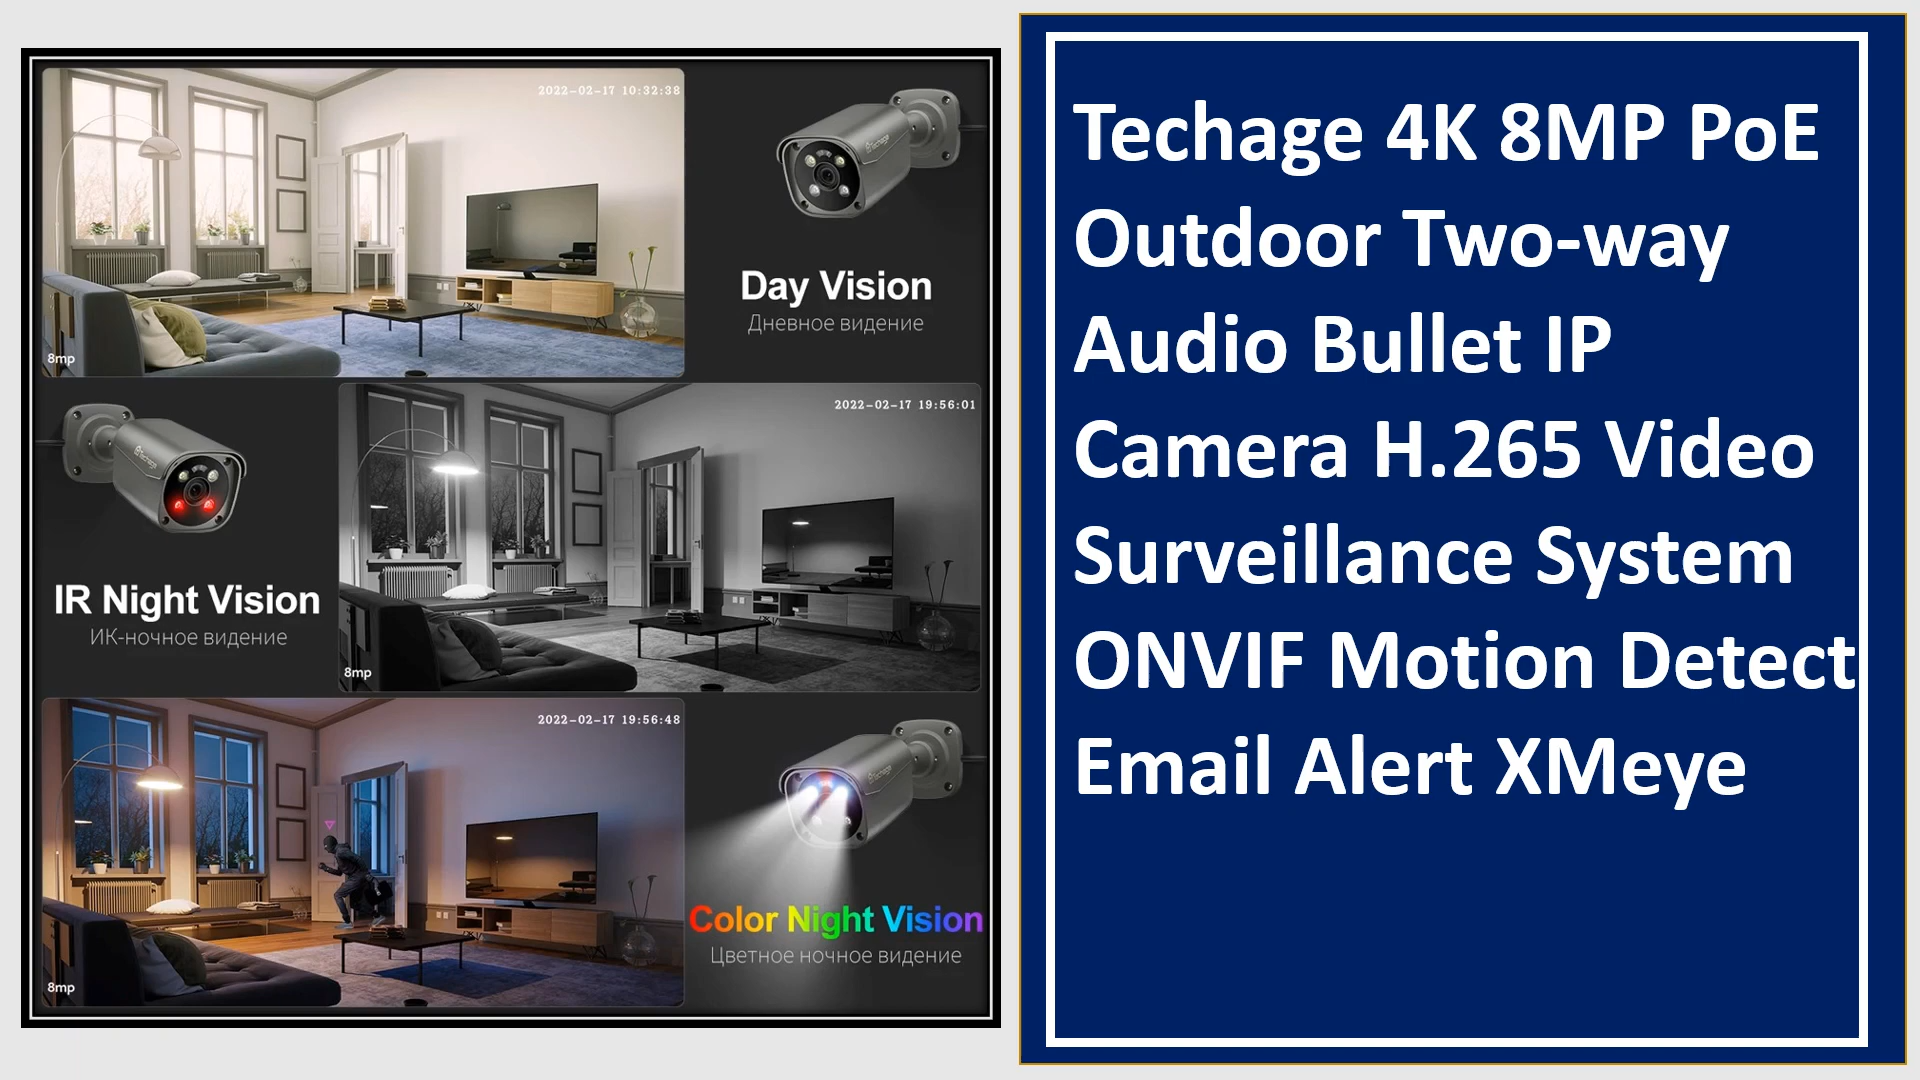 2022-02-17 10:32:38
Techage
Day Vision
Дневное видение
8mp
2022-02-17 19:56:01
Techage
IR Night Vision
ИК-ночное видение
8mp
2022-02-17 19:56:48
Techage
Color Night Vision
Цветное ночное видение
8mp
Techage 4K 8MP PoE
Outdoor Two-way
Audio Bullet IP
Camera H.265 Video
Surveillance System
ONVIF Motion Detect
Email Alert XMeye